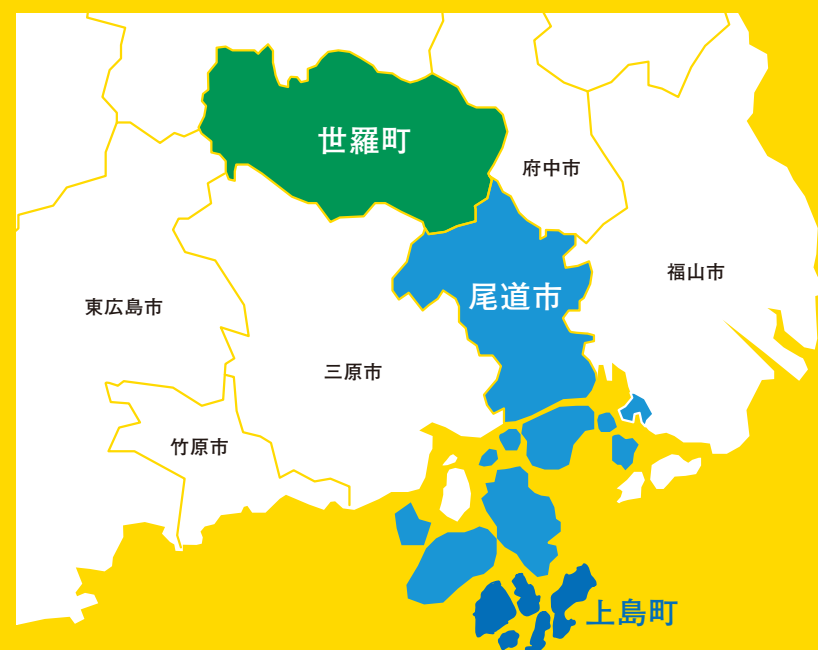 世羅町
府中市
福山市
尾道市
東広島市
三原市
竹原市
上島町